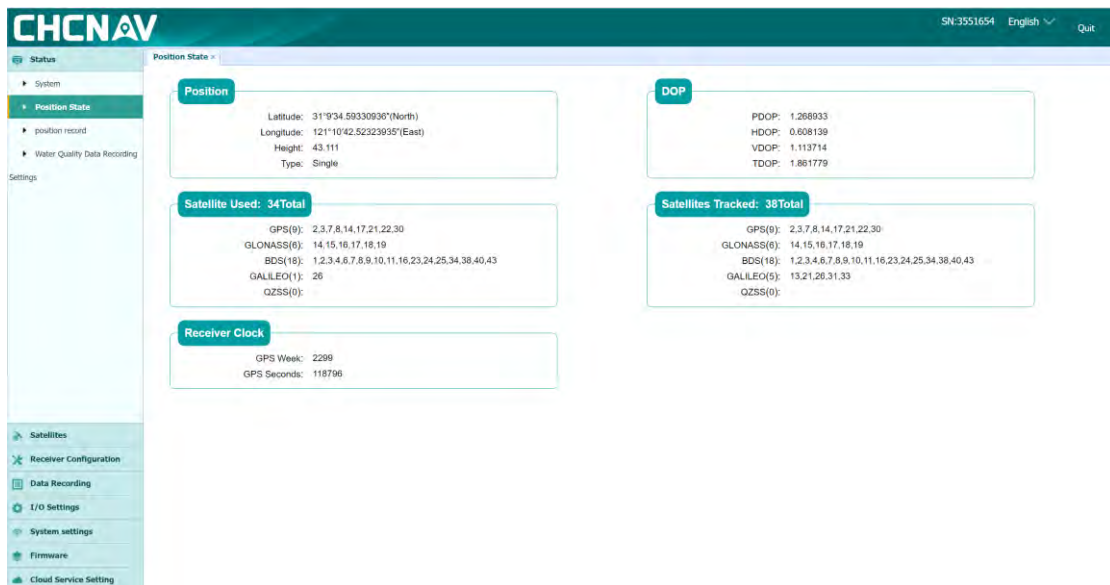 CHCNAV
SN:3551654 English Quit
Status
System
Position State
position record
Water Quality Data Recording
Settings
Satellites
Receiver Configuration
Data Recording
I/O Settings
System settings
Firmware
Cloud Service Setting
Position State ×
Position
Latitude: 31°9'34.59330936"(North)
Longitude: 121°10'42.52323935"(East)
Height: 43.111
Type: Single
DOP
PDOP: 1.268933
HDOP: 0.608139
VDOP: 1.113714
TDOP: 1.861779
Satellite Used: 34Total
GPS(9): 2,3,7,8,14,17,21,22,30
GLONASS(6): 14,15,16,17,18,19
BDS(18): 1,2,3,4,6,7,8,9,10,11,16,23,24,25,34,38,40,43
GALILEO(1): 26
QZSS(0):
Satellites Tracked: 38Total
GPS(9): 2,3,7,8,14,17,21,22,30
GLONASS(6): 14,15,16,17,18,19
BDS(18): 1,2,3,4,6,7,8,9,10,11,16,23,24,25,34,38,40,43
GALILEO(5): 13,21,26,31,33
QZSS(0):
Receiver Clock
GPS Week: 2299
GPS Seconds: 118796